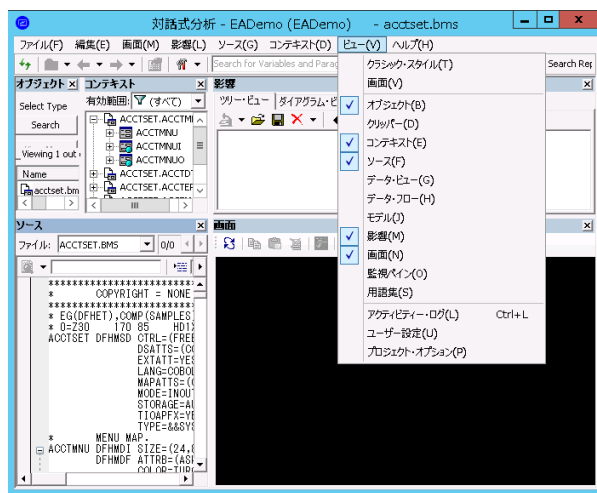 対話式分析 - EADemo (EADemo) - acctset.bms
ファイル(F) 編集(E) 画面(M) 影響(L) ソース(G) コンテキスト(D) ビュー(V) ヘルプ(H)
Search for Variables and Parag
Search Rep
オブジェクト
Select Type
Search
Viewing 1 out
Name
acctset.bm
コンテキスト
有効範囲: (すべて)
ACCTSET.ACCTM
ACCTMNU
ACCTMNUI
ACCTMNUO
ACCTSET.ACCTD
ACCTSET.ACCTEF
影響
ツリー・ビュー ダイアグラム・ビ
クラシック・スタイル(T)
画面(V)
オブジェクト(B)
クリッパー(D)
コンテキスト(E)
ソース(F)
データ・ビュー(G)
データ・フロー(H)
モデル(J)
影響(M)
画面(N)
監視ペイン(O)
用語集(S)
アクティビティー・ログ(L) Ctrl+L
ユーザー設定(U)
プロジェクト・オプション(P)
ソース
ファイル: ACCTSET.BMS 0/0
*******************************
* COPYRIGHT = NONE
*******************************
* EG(DFHET),COMP(SAMPLES)
* O=Z30 170 85 HD1
ACCTSET DFHMSD CTRL=(FREE
DSATTS=(CO
EXTATT=YES
LANG=COBOL
MAPATTS=(C
MODE=INOUT
STORAGE=AU
TIOAPFX=YE
TYPE=&&SYS
* MENU MAP.
ACCTMNU DFHMDI SIZE=(24,8
DFHMDF ATTRB=(ASK
COLOR=TURQ
画面